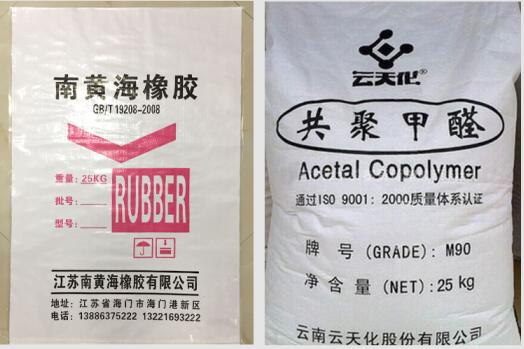 南黄海橡胶
GB/T 19208-2008
重量：25KG
批号：
型号：
RUBBER
江苏南黄海橡胶有限公司
地址：江苏省海门市海门港新区
电话：13886375222 13221693222
云天化®
共聚甲醛
Acetal Copolymer
通过ISO 9001：2000质量体系认证
牌 号 (GRADE)：M90
净含量 (NET)：25 kg
云南云天化股份有限公司